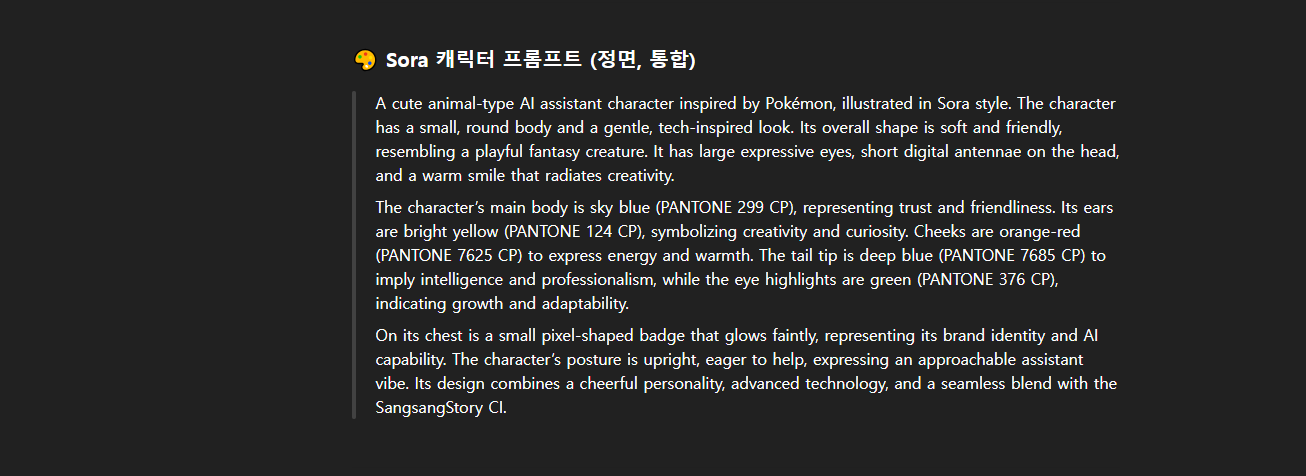 🎨 Sora 캐릭터 프롬프트 (정면, 통합)
A cute animal-type AI assistant character inspired by Pokémon, illustrated in Sora style. The character
has a small, round body and a gentle, tech-inspired look. Its overall shape is soft and friendly,
resembling a playful fantasy creature. It has large expressive eyes, short digital antennae on the head,
and a warm smile that radiates creativity.
The character’s main body is sky blue (PANTONE 299 CP), representing trust and friendliness. Its ears
are bright yellow (PANTONE 124 CP), symbolizing creativity and curiosity. Cheeks are orange-red
(PANTONE 7625 CP) to express energy and warmth. The tail tip is deep blue (PANTONE 7685 CP) to
imply intelligence and professionalism, while the eye highlights are green (PANTONE 376 CP),
indicating growth and adaptability.
On its chest is a small pixel-shaped badge that glows faintly, representing its brand identity and AI
capability. The character’s posture is upright, eager to help, expressing an approachable assistant
vibe. Its design combines a cheerful personality, advanced technology, and a seamless blend with the
SangsangStory CI.